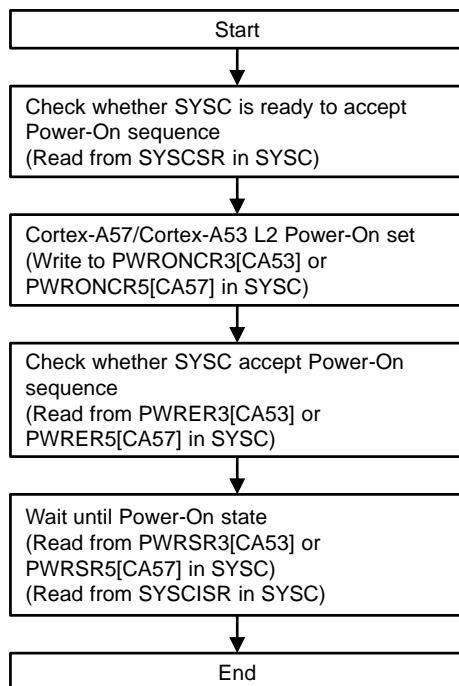 Start
Check whether SYSC is ready to accept
Power-On sequence
(Read from SYSCSR in SYSC)
Cortex-A57/Cortex-A53 L2 Power-On set
(Write to PWRONCR3[CA53] or
PWRONCR5[CA57] in SYSC)
Check whether SYSC accept Power-On
sequence
(Read from PWRER3[CA53] or
PWRER5[CA57] in SYSC)
Wait until Power-On state
(Read from PWRSR3[CA53] or
PWRSR5[CA57] in SYSC)
(Read from SYSCISR in SYSC)
End